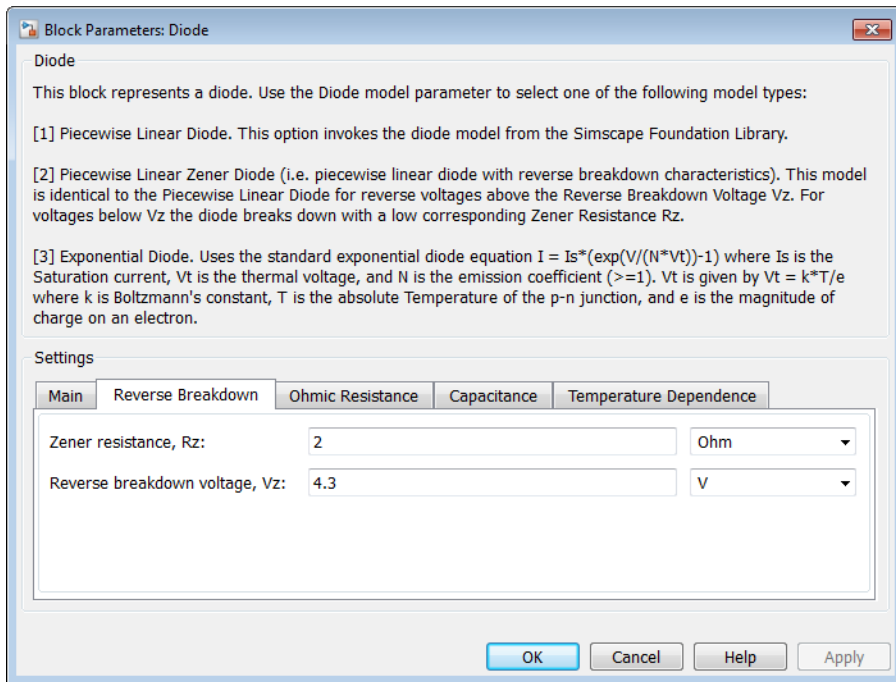 Block Parameters: Diode
Diode
This block represents a diode. Use the Diode model parameter to select one of the following model types:
[1] Piecewise Linear Diode. This option invokes the diode model from the Simscape Foundation Library.
[2] Piecewise Linear Zener Diode (i.e. piecewise linear diode with reverse breakdown characteristics). This model
is identical to the Piecewise Linear Diode for reverse voltages above the Reverse Breakdown Voltage Vz. For
voltages below Vz the diode breaks down with a low corresponding Zener Resistance Rz.
[3] Exponential Diode. Uses the standard exponential diode equation I = Is*(exp(V/(N*Vt))-1) where Is is the
Saturation current, Vt is the thermal voltage, and N is the emission coefficient (>=1). Vt is given by Vt = k*T/e
where k is Boltzmann's constant, T is the absolute Temperature of the p-n junction, and e is the magnitude of
charge on an electron.
Settings
Main Reverse Breakdown Ohmic Resistance Capacitance Temperature Dependence
Zener resistance, Rz: 2 Ohm
Reverse breakdown voltage, Vz: 4.3 V
OK Cancel Help Apply